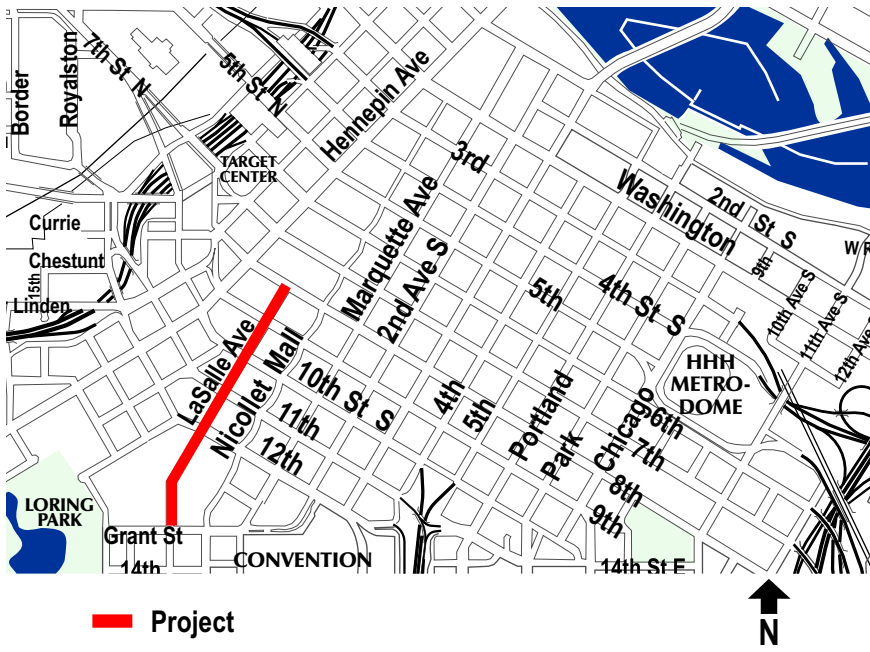 7th St N
5th St N
Border
Royalston
Hennepin Ave
3rd
TARGET
CENTER
Washington
2nd St S
W R
Currie
Chestunt
15th
Linden
Marquette Ave
2nd Ave S
9th
10th Ave S
11th Ave S
12th Ave S
5th
4th St S
LaSalle Ave
Nicollet Mall
HHH
METRO-
DOME
10th St S
11th
12th
4th
5th
Portland
Park
Chicago
6th
7th
8th
9th
LORING
PARK
Grant St
14th
CONVENTION
14th St E
Project
N